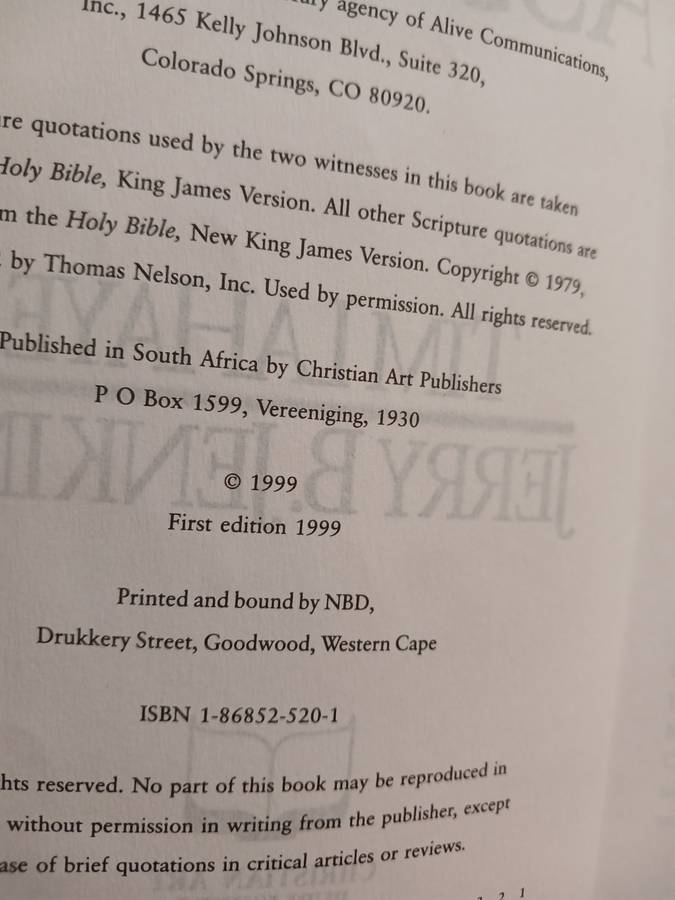 agency of Alive Communications,
Inc., 1465 Kelly Johnson Blvd., Suite 320,
Colorado Springs, CO 80920.
quotations used by the two witnesses in this book are taken
Holy Bible, King James Version. All other Scripture quotations are
the Holy Bible, New King James Version. Copyright © 1979,
by Thomas Nelson, Inc. Used by permission. All rights reserved.
Published in South Africa by Christian Art Publishers
P O Box 1599, Vereeniging, 1930
© 1999
First edition 1999
Printed and bound by NBD,
Drukkery Street, Goodwood, Western Cape
ISBN 1-86852-520-1
reserved. No part of this book may be reproduced in
without permission in writing from the publisher, except
of brief quotations in critical articles or reviews.
TIM LAHAYE
JERRY B. JENKIN